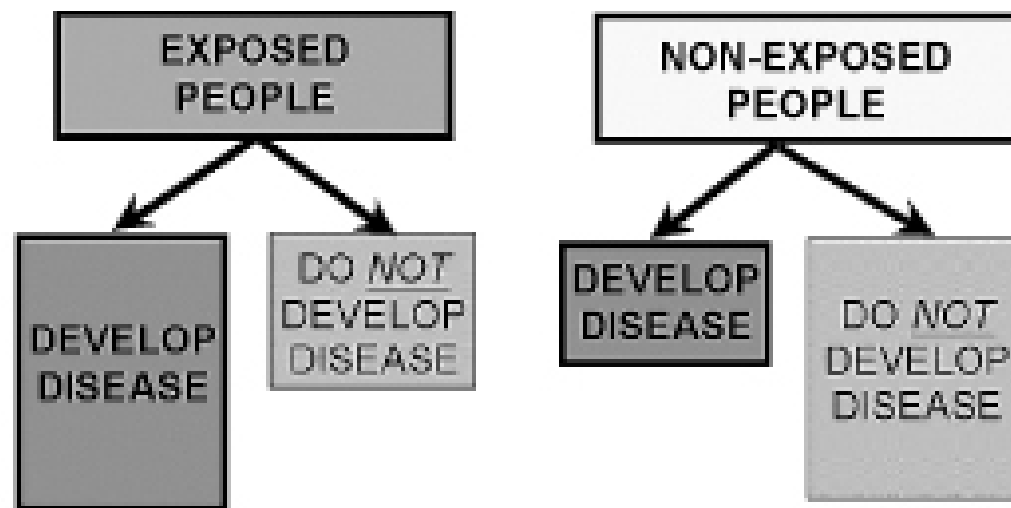 EXPOSED
PEOPLE
NON-EXPOSED
PEOPLE
DEVELOP
DISEASE
DO NOT
DEVELOP
DISEASE
DEVELOP
DISEASE
DO NOT
DEVELOP
DISEASE